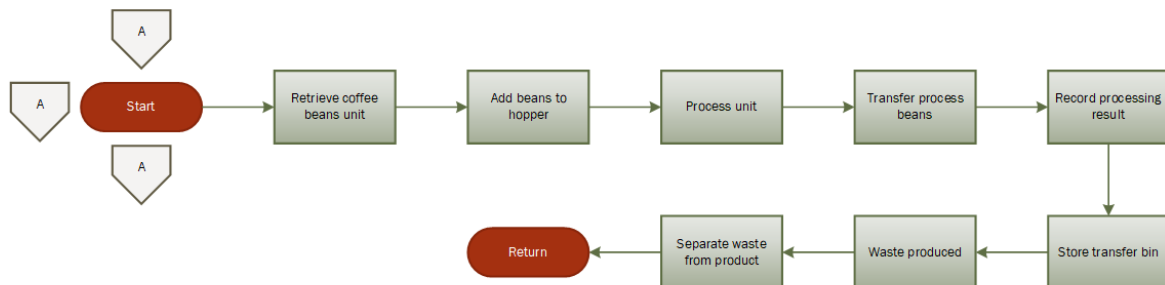 A
A
Start
A
Retrieve coffee
beans unit
Add beans to
hopper
Process unit
Transfer process
beans
Record processing
result
Return
Separate waste
from product
Waste produced
Store transfer bin